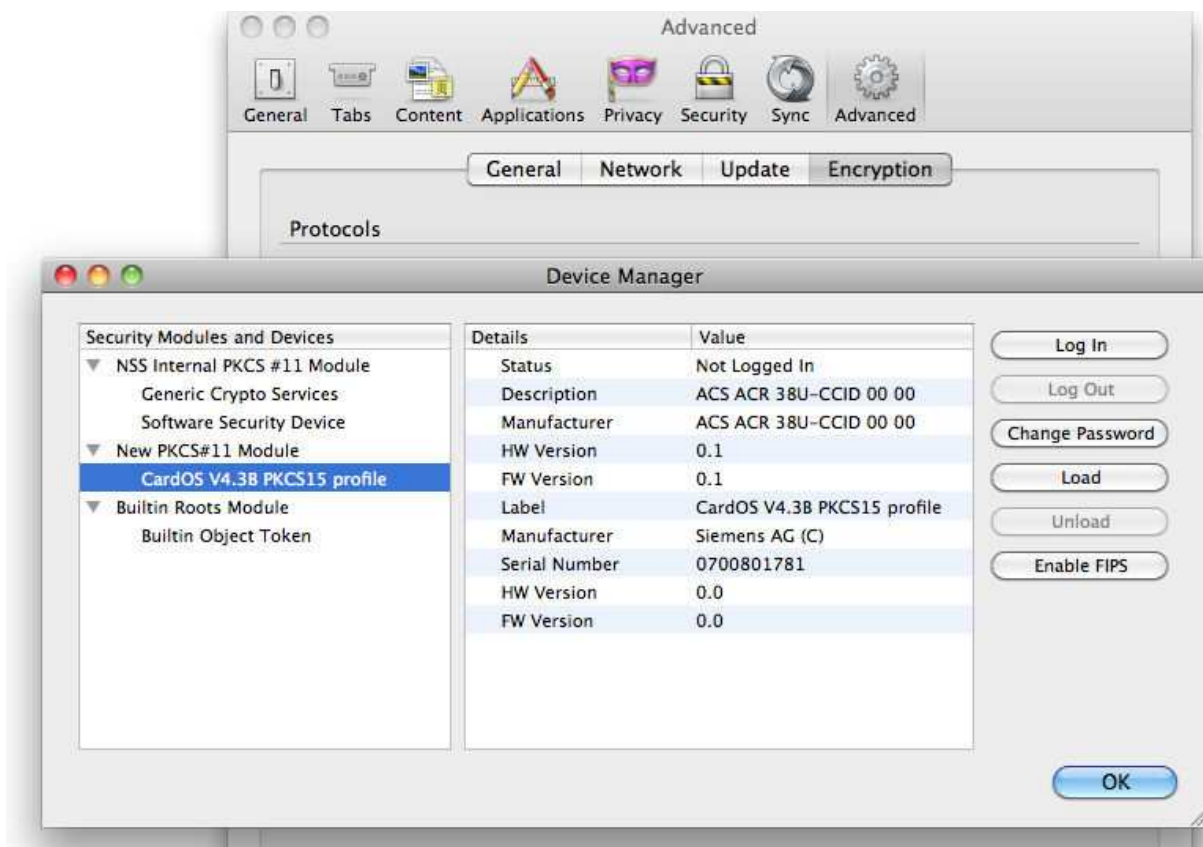 Advanced
General Tabs Content Applications Privacy Security Sync Advanced
General Network Update Encryption
Protocols
Device Manager
Security Modules and Devices
NSS Internal PKCS #11 Module
Generic Crypto Services
Software Security Device
New PKCS#11 Module
CardOS V4.3B PKCS15 profile
Builtin Roots Module
Builtin Object Token
Details Value
Status Not Logged In
Description ACS ACR 38U-CCID 00 00
Manufacturer ACS ACR 38U-CCID 00 00
HW Version 0.1
FW Version 0.1
Label CardOS V4.3B PKCS15 profile
Manufacturer Siemens AG (C)
Serial Number 0700801781
HW Version 0.0
FW Version 0.0
Log In
Log Out
Change Password
Load
Unload
Enable FIPS
OK